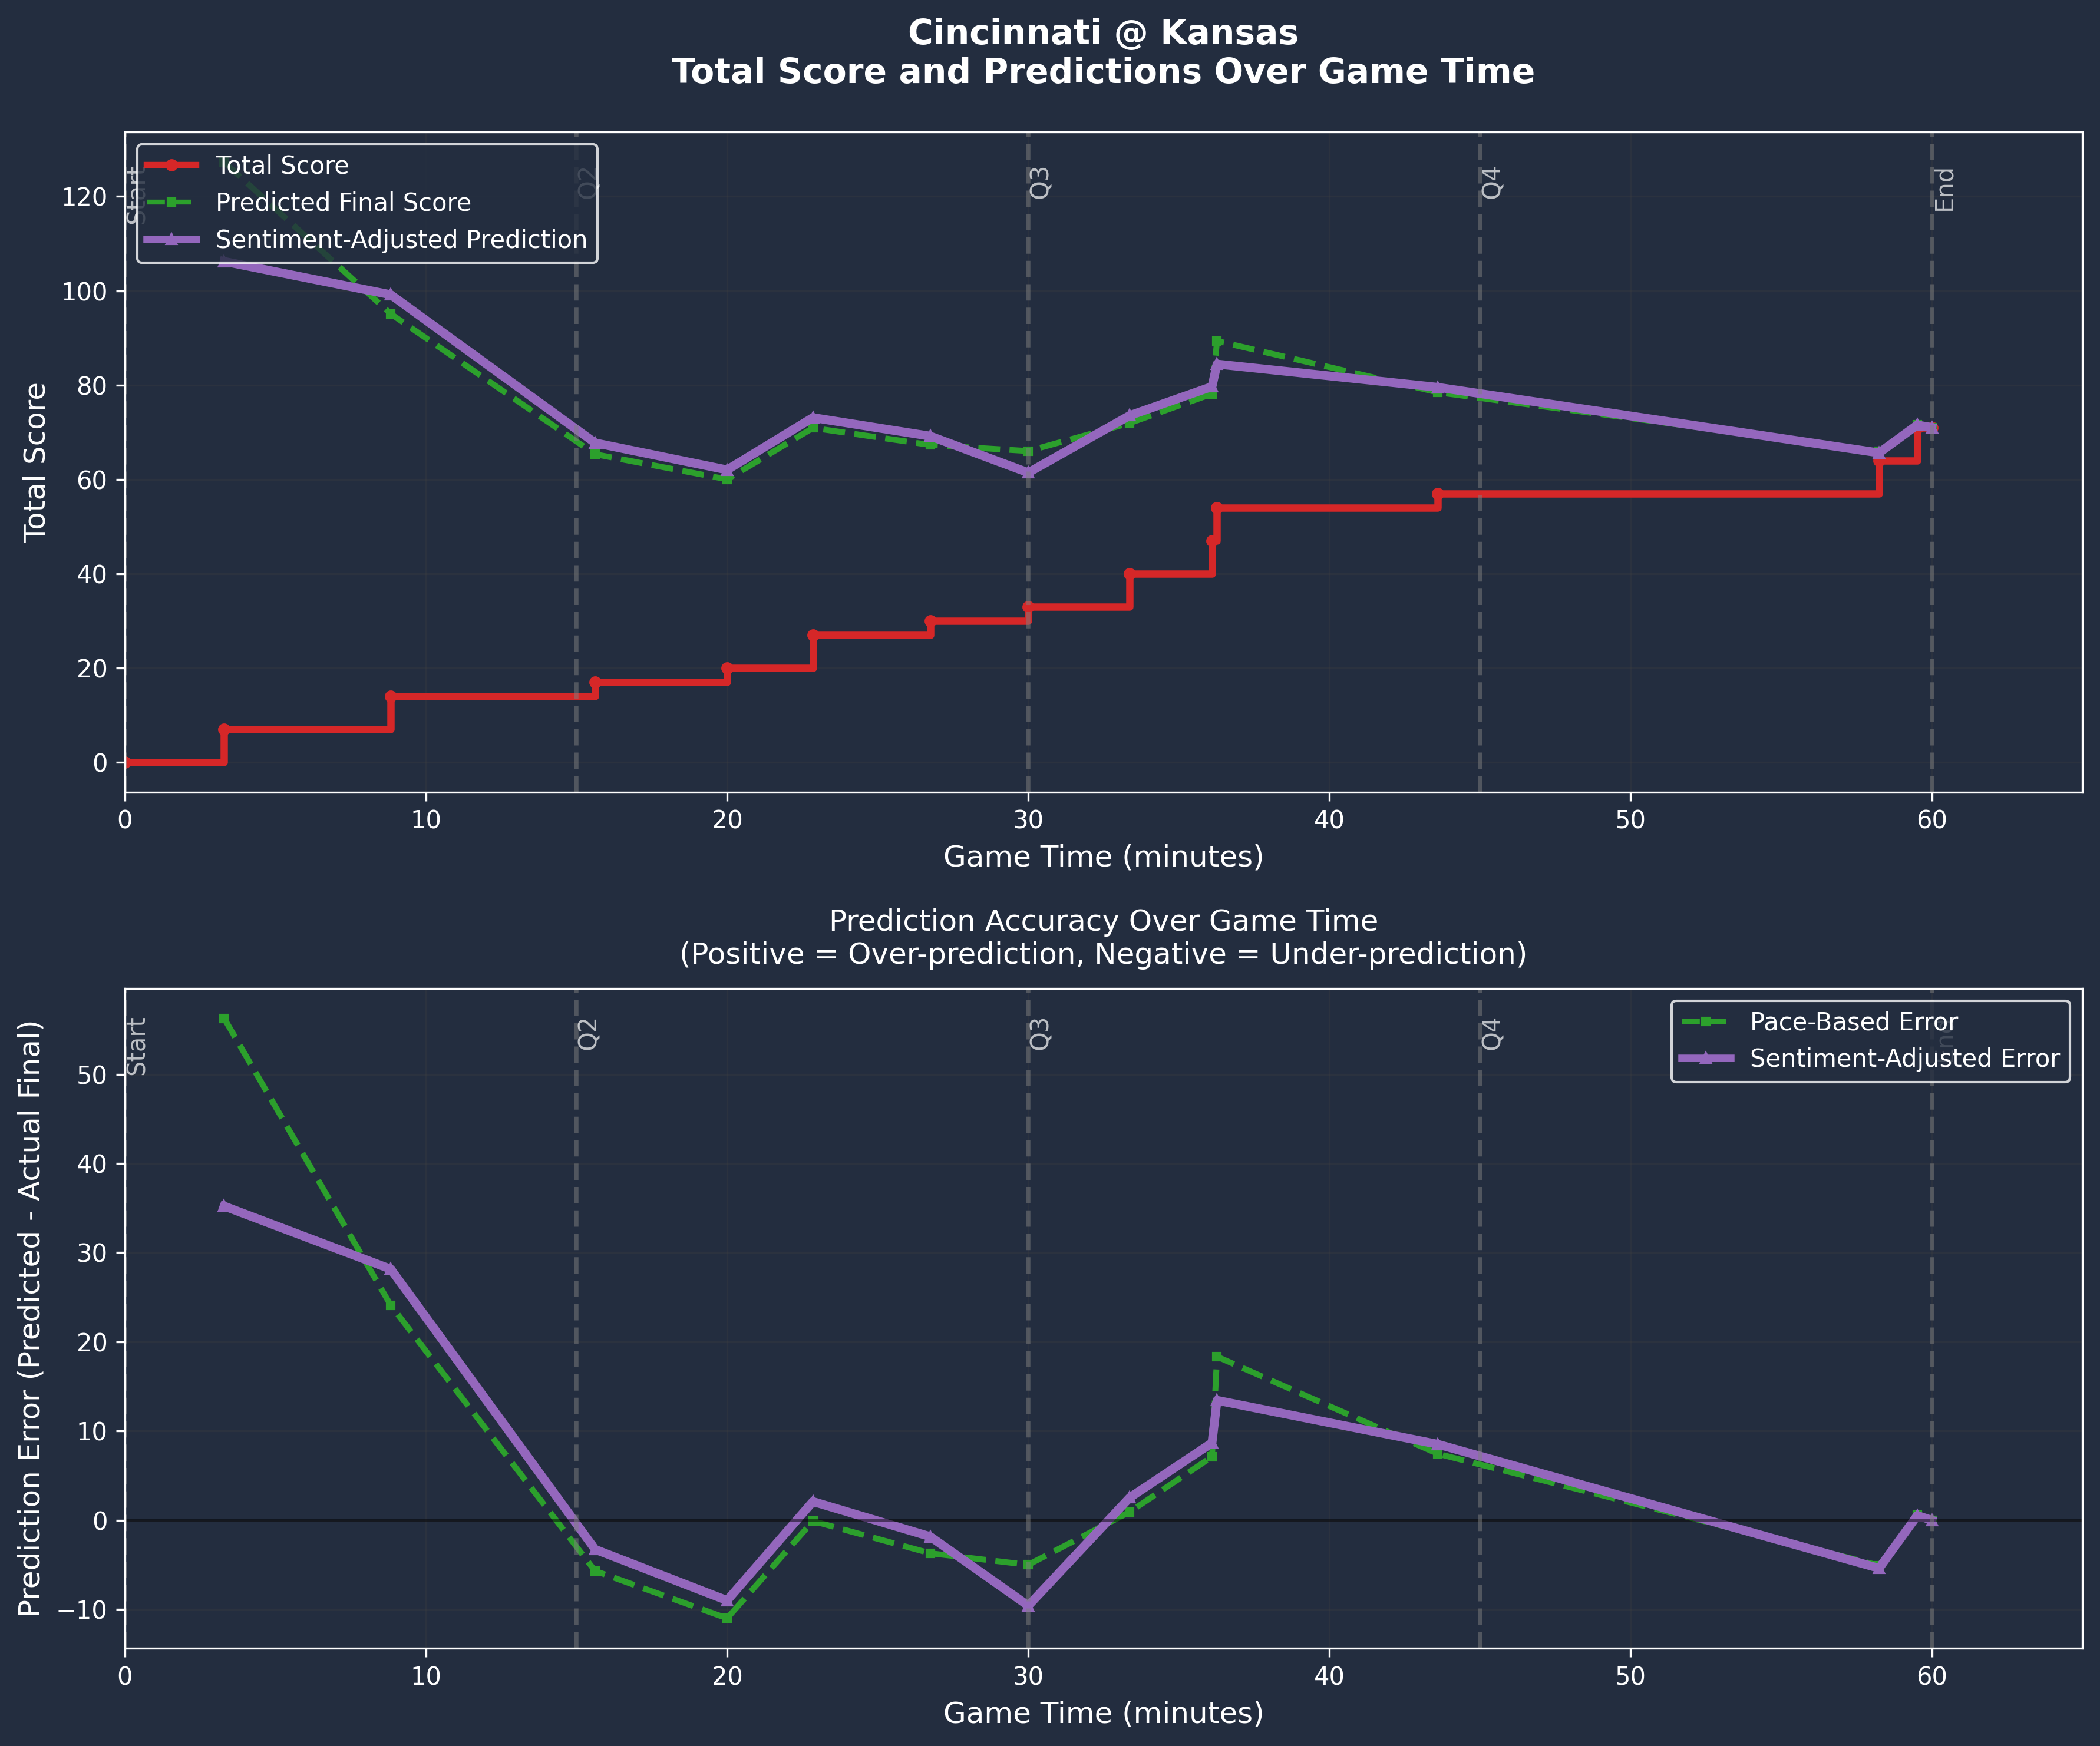 Cincinnati @ Kansas
Total Score and Predictions Over Game Time
Total Score
Predicted Final Score
Sentiment-Adjusted Prediction
Start
Q2
Q3
Q4
End
120
100
80
60
40
20
0
Total Score
0
10
20
30
40
50
60
Game Time (minutes)
Prediction Accuracy Over Game Time
(Positive = Over-prediction, Negative = Under-prediction)
Pace-Based Error
Sentiment-Adjusted Error
Start
Q2
Q3
Q4
50
40
30
20
10
0
−10
Prediction Error (Predicted - Actual Final)
0
10
20
30
40
50
60
Game Time (minutes)